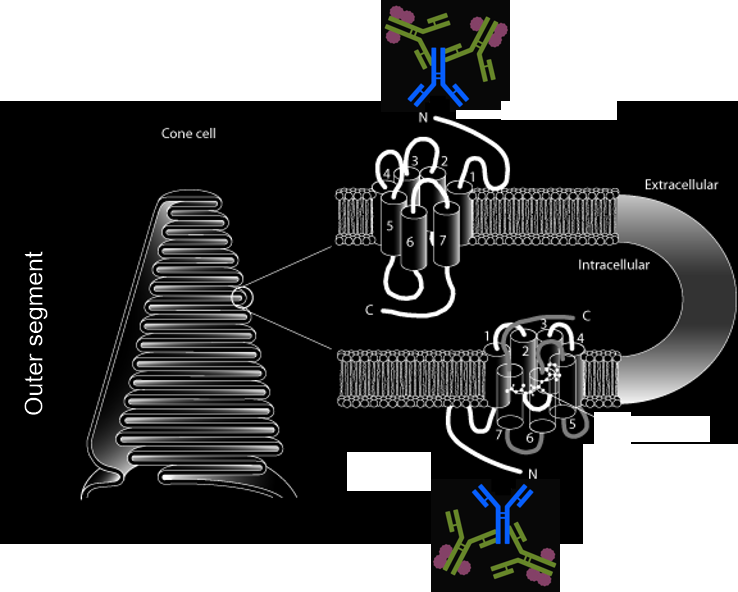 N
Cone cell
3
2
4
1
Extracellular
5
6
7
Intracellular
C
C
1
3
2
4
Outer segment
7
6
5
N